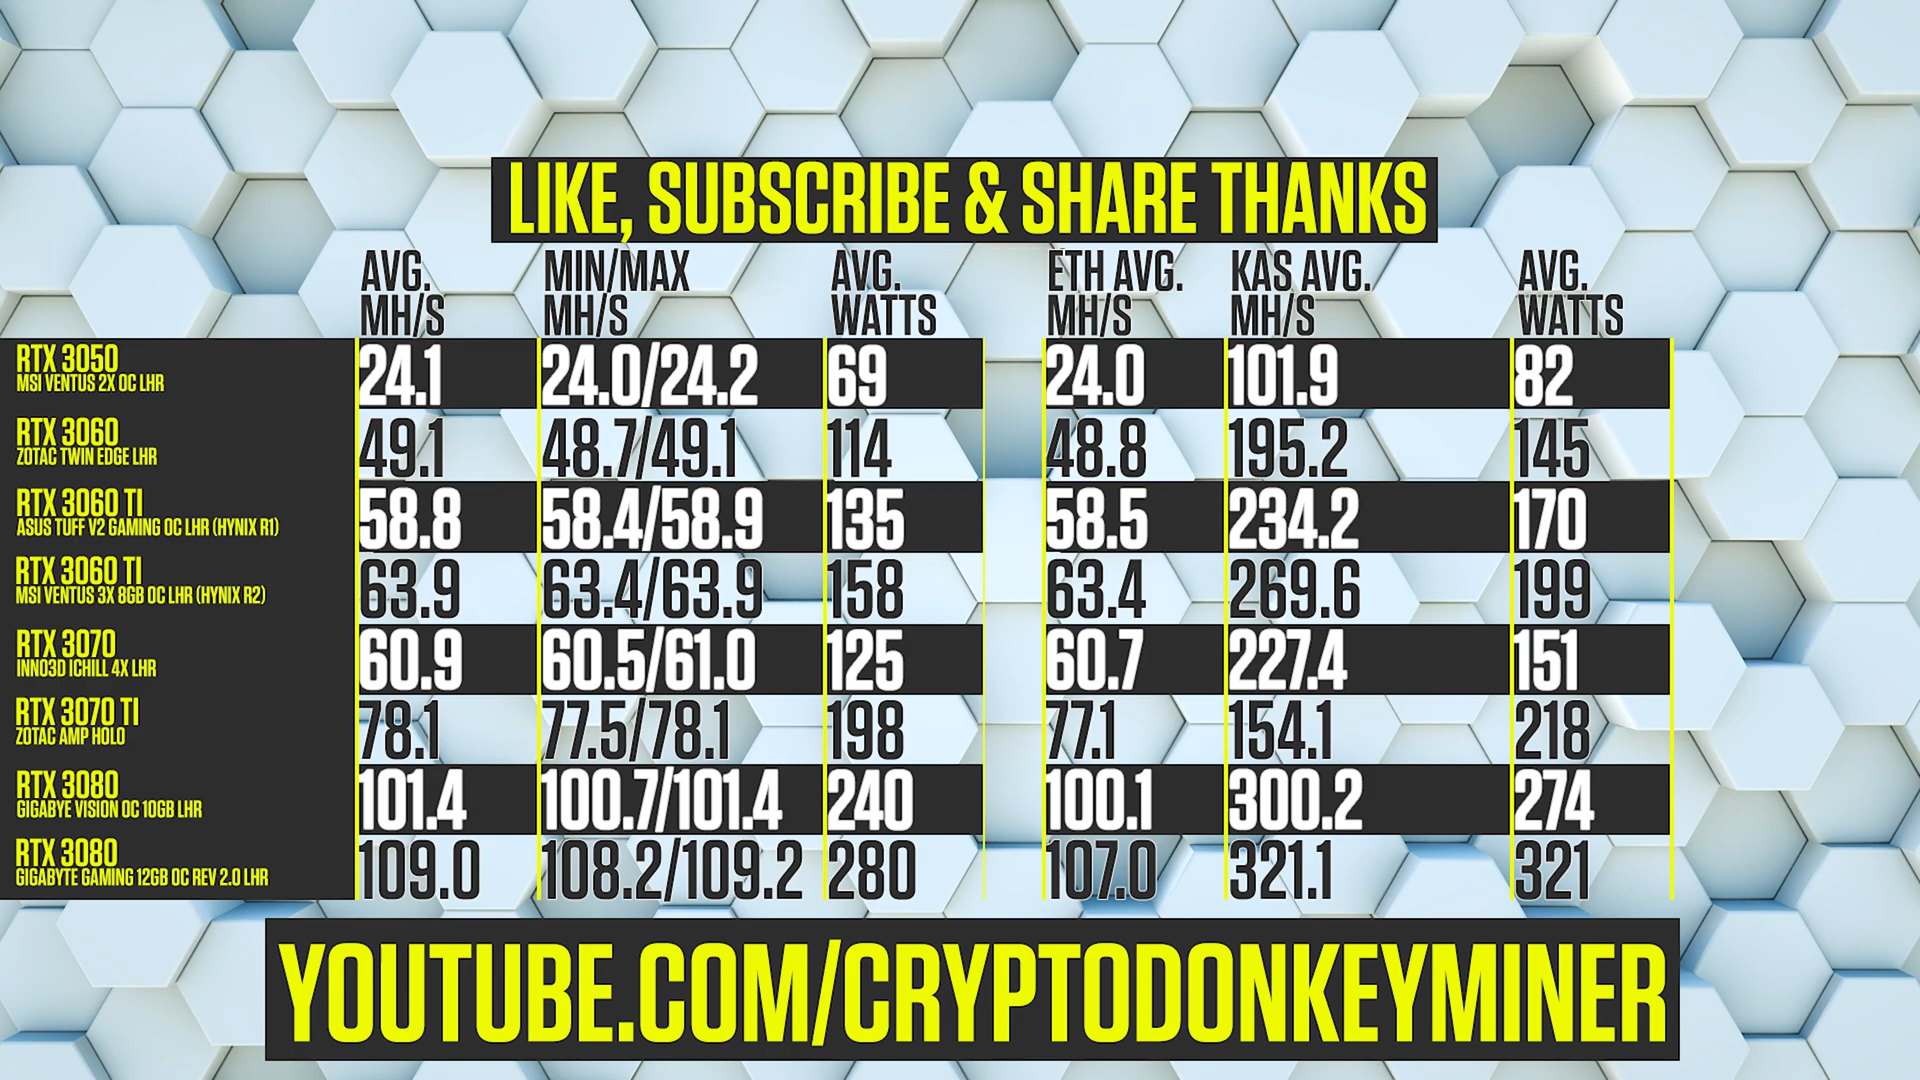 LIKE, SUBSCRIBE & SHARE THANKS
AVG. MH/S MIN/MAX MH/S AVG. WATTS ETH AVG. MH/S KAS AVG. MH/S AVG. WATTS
RTX 3050
MSI VENTUS 2X OC LHR
24.1 24.0/24.2 69 24.0 101.9 82
RTX 3060
ZOTAC TWIN EDGE LHR
49.1 48.7/49.1 114 48.8 195.2 145
RTX 3060 TI
ASUS TUFF V2 GAMING OC LHR (HYNIX R1)
58.8 58.4/58.9 135 58.5 234.2 170
RTX 3060 TI
MSI VENTUS 3X 8GB OC LHR (HYNIX R2)
63.9 63.4/63.9 158 63.4 269.6 199
RTX 3070
INNO3D ICHILL 4X LHR
60.9 60.5/61.0 125 60.7 227.4 151
RTX 3070 TI
ZOTAC AMP HOLO
78.1 77.5/78.1 198 77.1 154.1 218
RTX 3080
GIGABYE VISION OC 10GB LHR
101.4 100.7/101.4 240 100.1 300.2 274
RTX 3080
GIGABYTE GAMING 12GB OC REV 2.0 LHR
109.0 108.2/109.2 280 107.0 321.1 321
YOUTUBE.COM/CRYPTODONKEYMINER